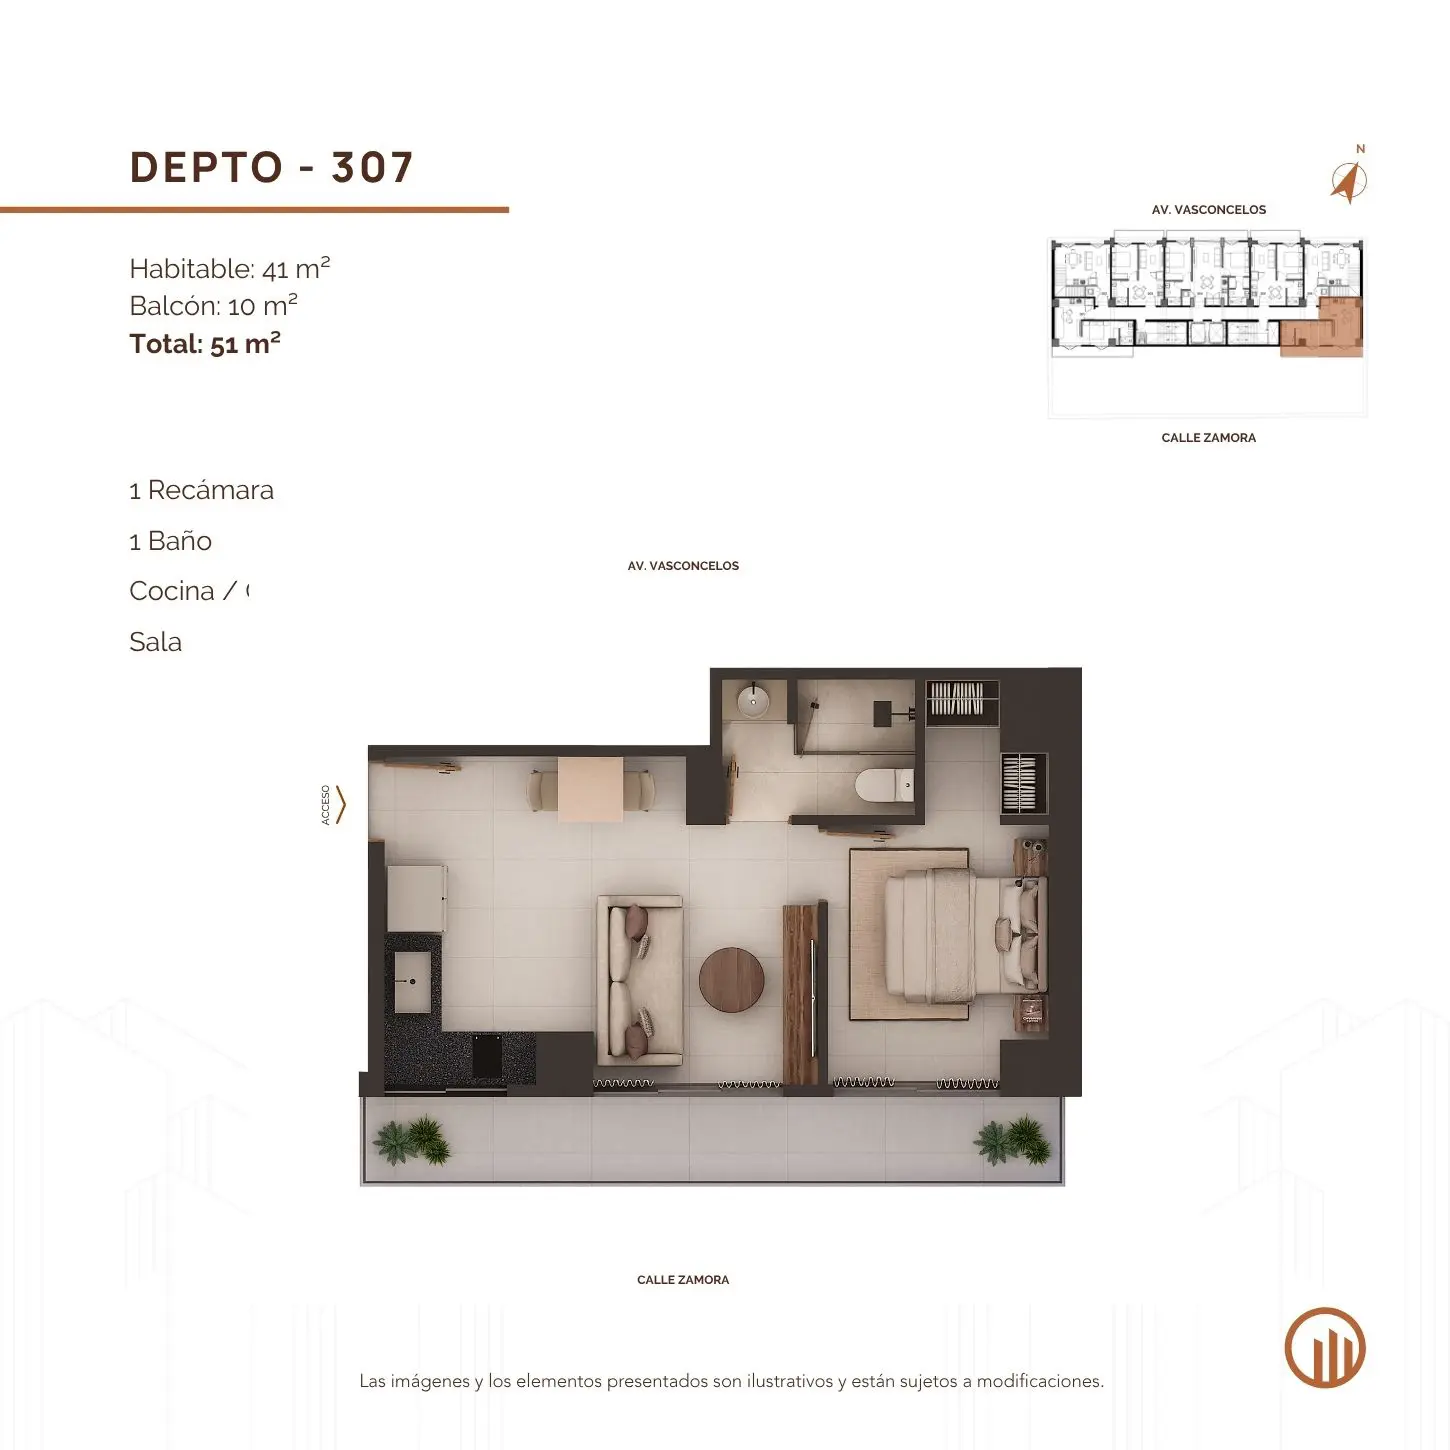 DEPTO - 307
Habitable: 41 m²
Balcón: 10 m²
Total: 51 m²
N
AV. VASCONCELOS
CALLE ZAMORA
1 Recámara
1 Baño
Cocina /
Sala
AV. VASCONCELOS
ACCESO
CALLE ZAMORA
Las imágenes y los elementos presentados son ilustrativos y están sujetos a modificaciones.